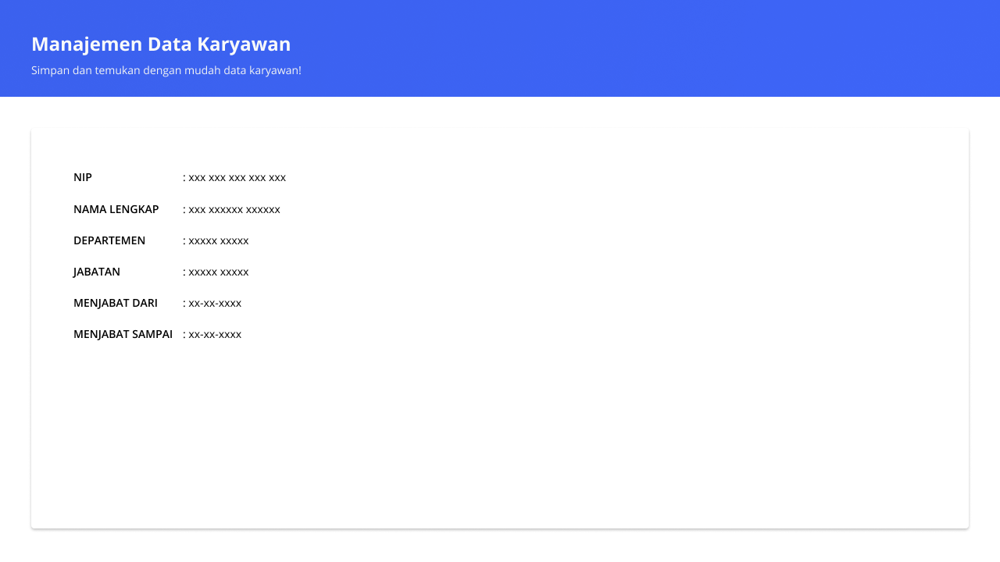 Manajemen Data Karyawan
Simpan dan temukan dengan mudah data karyawan!
NIP : xxx xxx xxx xxx xxx
NAMA LENGKAP : xxx xxxxxx xxxxxx
DEPARTEMEN : xxxxx xxxxx
JABATAN : xxxxx xxxxx
MENJABAT DARI : xx-xx-xxxx
MENJABAT SAMPAI : xx-xx-xxxx